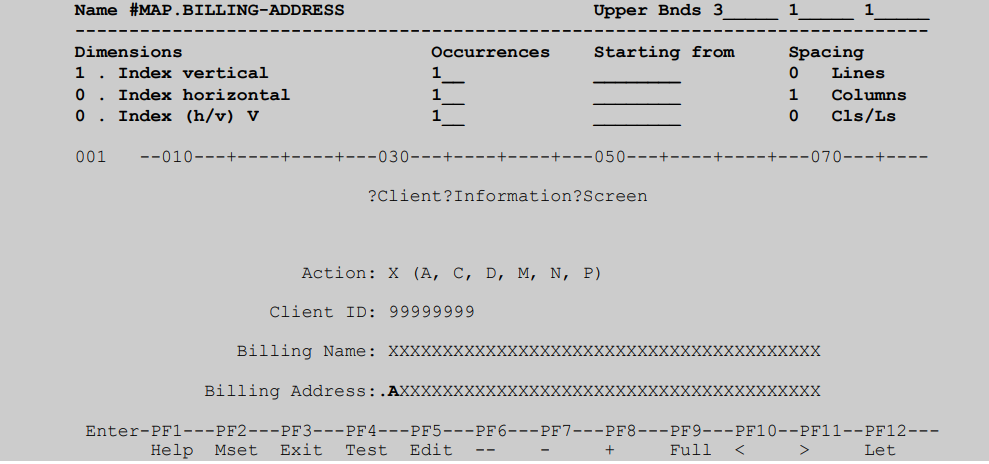 Name #MAP.BILLING-ADDRESS Upper Bnds 3_____ 1_____ 1_____
-------------------------------------------------------------------------------
Dimensions Occurrences Starting from Spacing
1 . Index vertical 1__ ________ 0 Lines
0 . Index horizontal 1__ ________ 1 Columns
0 . Index (h/v) V 1__ ________ 0 Cls/Ls
001 --010---+----+----+---030---+----+----+---050---+----+----+---070---+----
?Client?Information?Screen
Action: X (A, C, D, M, N, P)
Client ID: 99999999
Billing Name: XXXXXXXXXXXXXXXXXXXXXXXXXXXXXXXXXXXXXXXX
Billing Address:.AXXXXXXXXXXXXXXXXXXXXXXXXXXXXXXXXXXXXXXX
Enter-PF1---PF2---PF3---PF4---PF5---PF6---PF7---PF8---PF9---PF10--PF11--PF12---
Help Mset Exit Test Edit -- - + Full < > Let